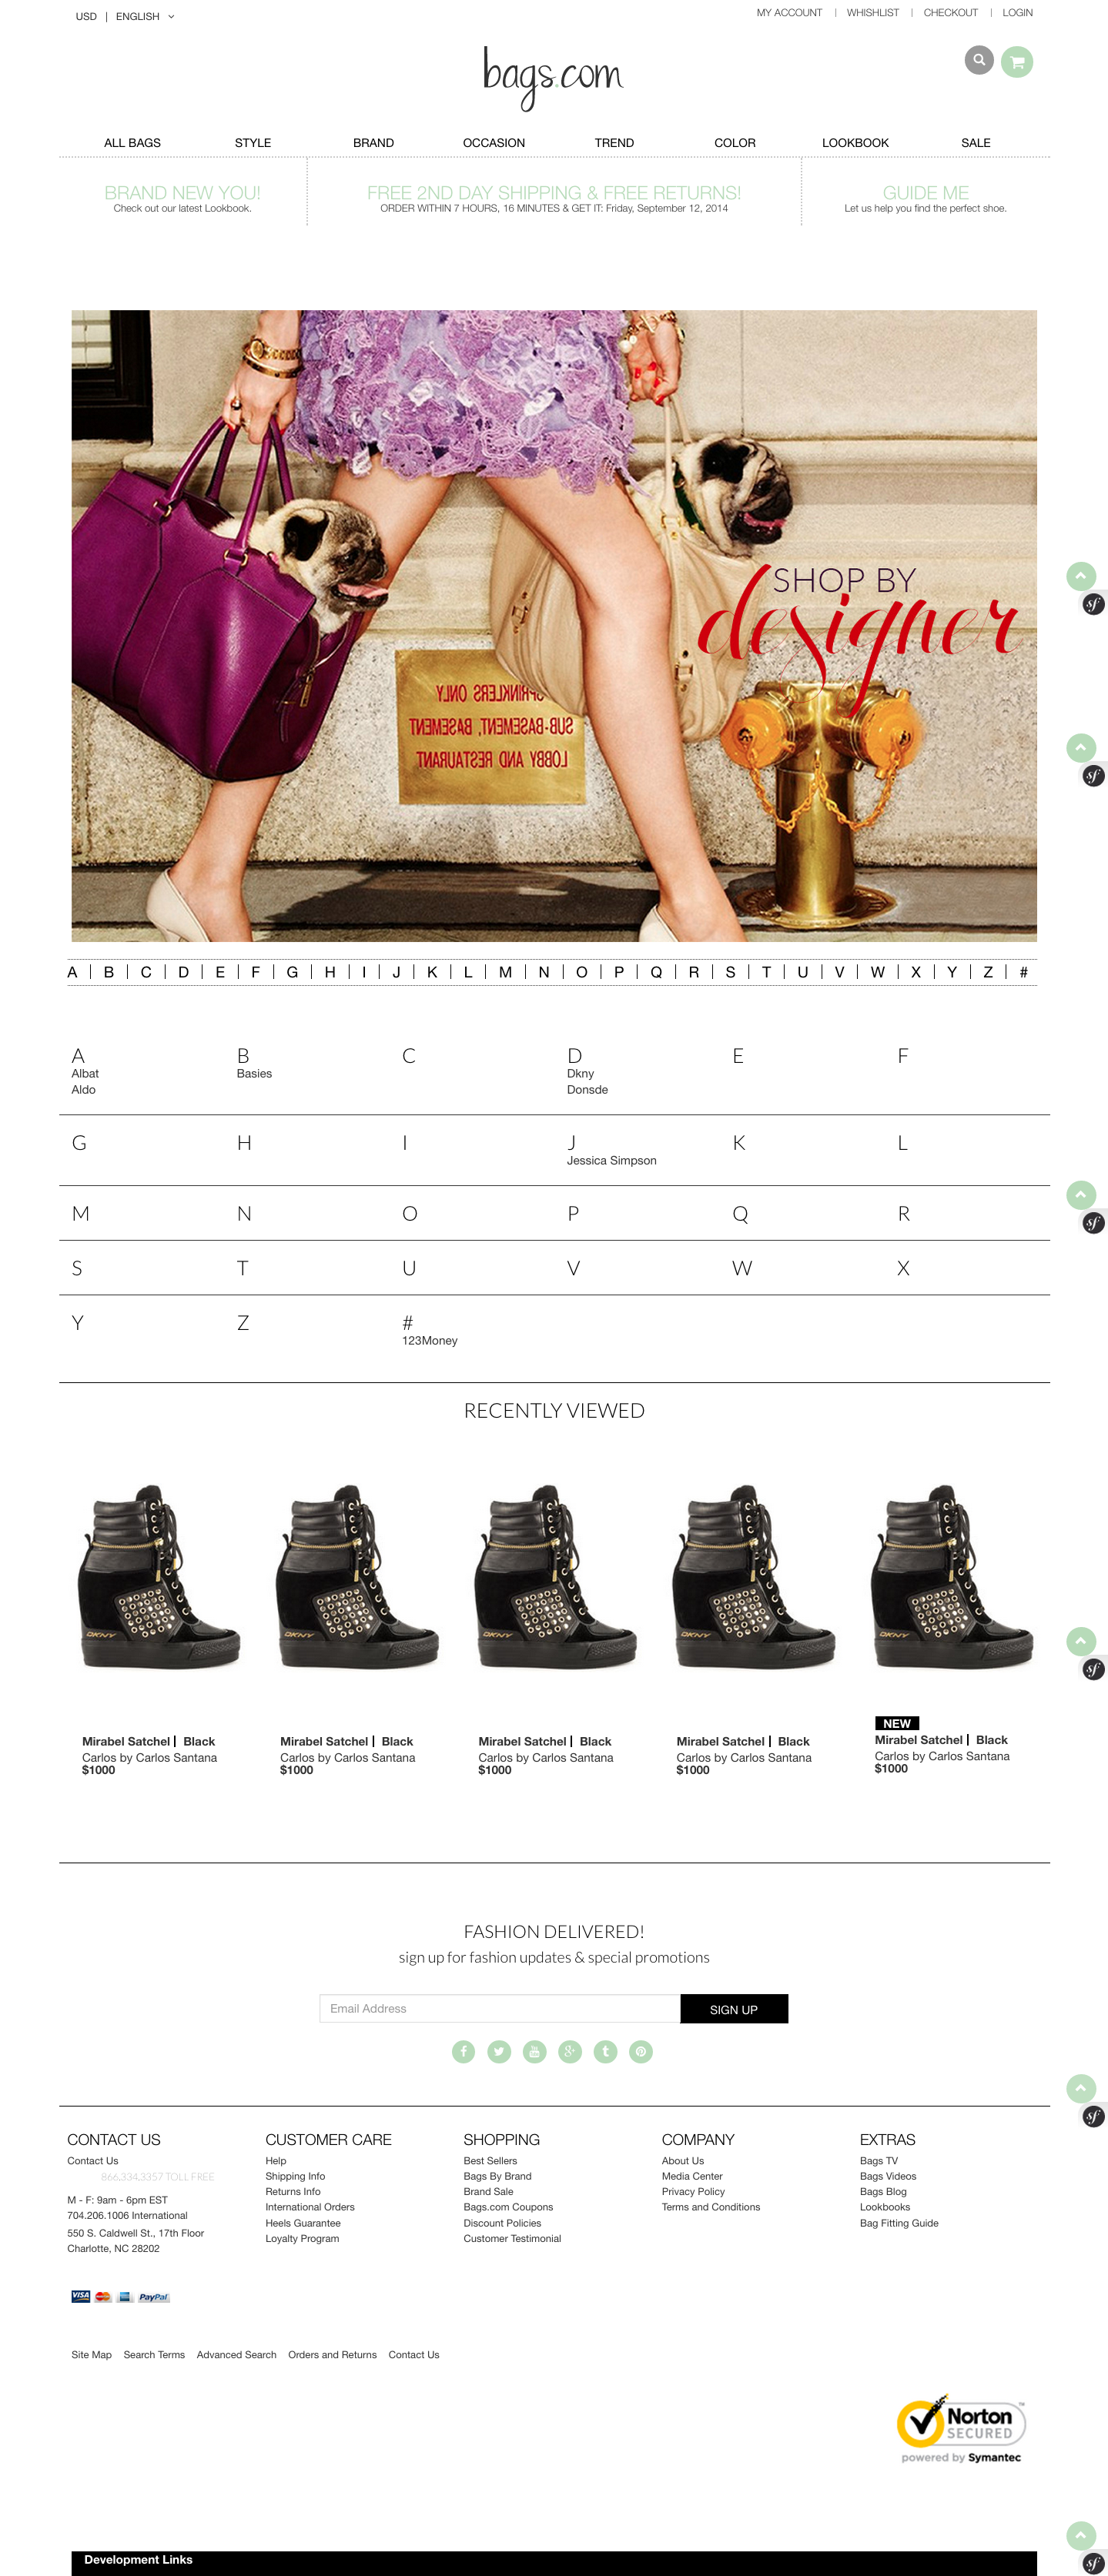 USD | ENGLISH
MY ACCOUNT | WHISHLIST | CHECKOUT | LOGIN
bags.com
ALL BAGS STYLE BRAND OCCASION TREND COLOR LOOKBOOK SALE
BRAND NEW YOU!
Check out our latest Lookbook.
FREE 2ND DAY SHIPPING & FREE RETURNS!
ORDER WITHIN 7 HOURS, 16 MINUTES & GET IT: Friday, September 12, 2014
GUIDE ME
Let us help you find the perfect shoe.
SHOP BY
designer
SPRINKLERS ONLY
SUB-BASEMENT, BASEMENT
LOBBY AND RESTAURANT
A | B | C | D | E | F | G | H | I | J | K | L | M | N | O | P | Q | R | S | T | U | V | W | X | Y | Z | #
A
Albat
Aldo
B
Basies
C
D
Dkny
Donsde
E
F
G
H
I
J
Jessica Simpson
K
L
M
N
O
P
Q
R
S
T
U
V
W
X
Y
Z
#
123Money
RECENTLY VIEWED
DKNY
DKNY
DKNY
DKNY
DKNY
Mirabel Satchel | Black
Carlos by Carlos Santana
$1000
Mirabel Satchel | Black
Carlos by Carlos Santana
$1000
Mirabel Satchel | Black
Carlos by Carlos Santana
$1000
Mirabel Satchel | Black
Carlos by Carlos Santana
$1000
NEW
Mirabel Satchel | Black
Carlos by Carlos Santana
$1000
FASHION DELIVERED!
sign up for fashion updates & special promotions
Email Address
SIGN UP
CONTACT US
Contact Us
866.334.3357 TOLL FREE
M - F: 9am - 6pm EST
704.206.1006 International
550 S. Caldwell St., 17th Floor
Charlotte, NC 28202
CUSTOMER CARE
Help
Shipping Info
Returns Info
International Orders
Heels Guarantee
Loyalty Program
SHOPPING
Best Sellers
Bags By Brand
Brand Sale
Bags.com Coupons
Discount Policies
Customer Testimonial
COMPANY
About Us
Media Center
Privacy Policy
Terms and Conditions
EXTRAS
Bags TV
Bags Videos
Bags Blog
Lookbooks
Bag Fitting Guide
VISA
PayPal
Site Map Search Terms Advanced Search Orders and Returns Contact Us
Norton
SECURED
powered by Symantec
Development Links
sf
sf
sf
sf
sf
sf